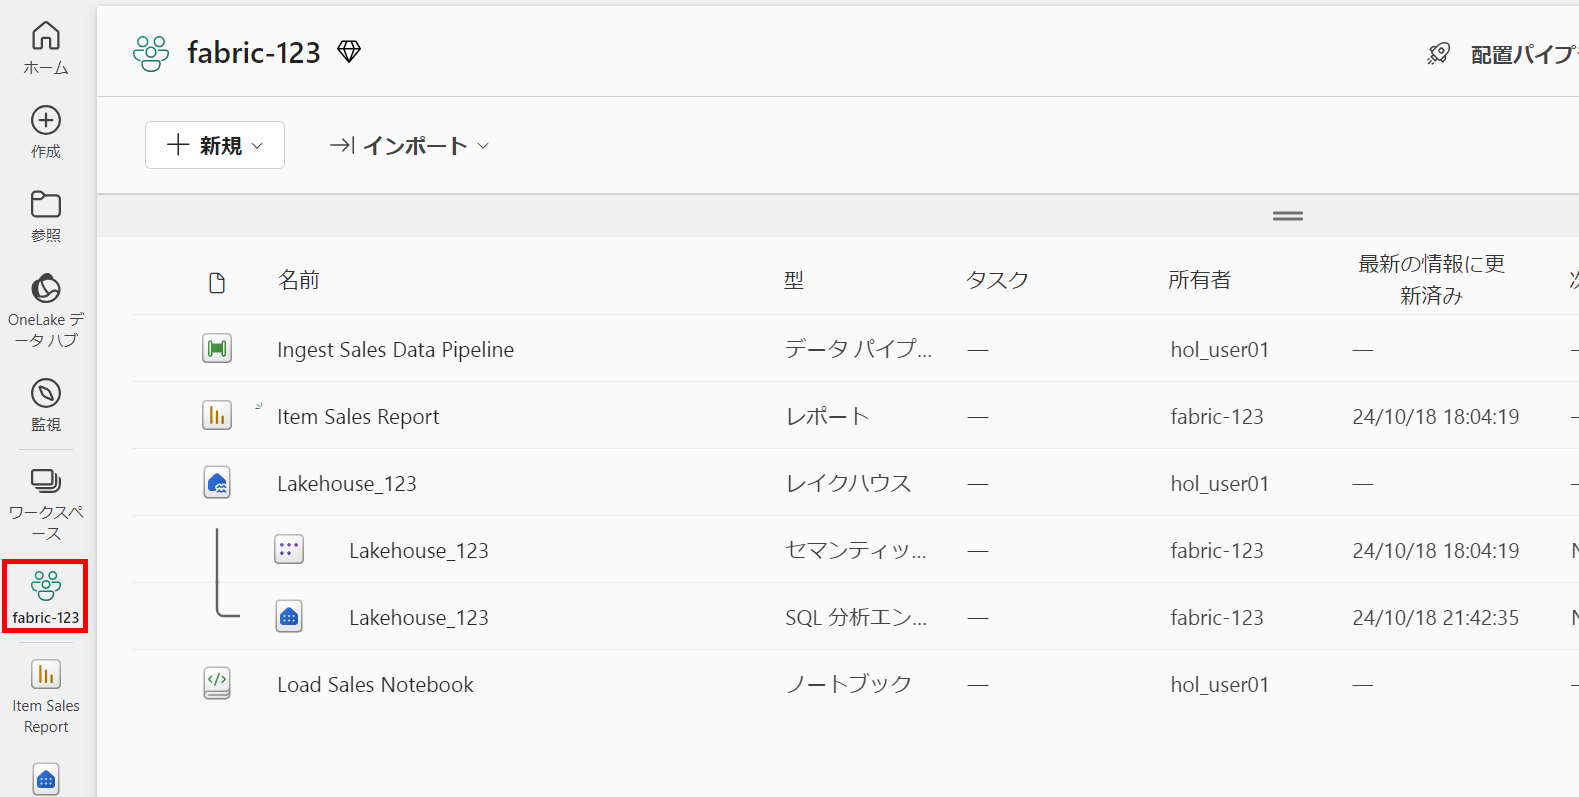 ホーム
作成
参照
OneLake デ
ータ ハブ
監視
ワークスペ
ース
fabric-123
Item Sales
Report
fabric-123
配置パイプ
新規
インポート
名前 型 タスク 所有者 最新の情報に更
新済み
Ingest Sales Data Pipeline データ パイプ... — hol_user01 —
Item Sales Report レポート — fabric-123 24/10/18 18:04:19
Lakehouse_123 レイクハウス — hol_user01 —
Lakehouse_123 セマンティッ... — fabric-123 24/10/18 18:04:19
Lakehouse_123 SQL 分析エン... — fabric-123 24/10/18 21:42:35
Load Sales Notebook ノートブック — hol_user01 —